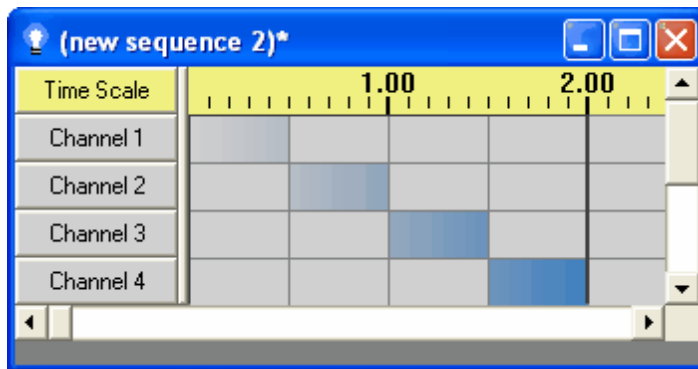 (new sequence 2)*
Time Scale 1.00 2.00
Channel 1
Channel 2
Channel 3
Channel 4